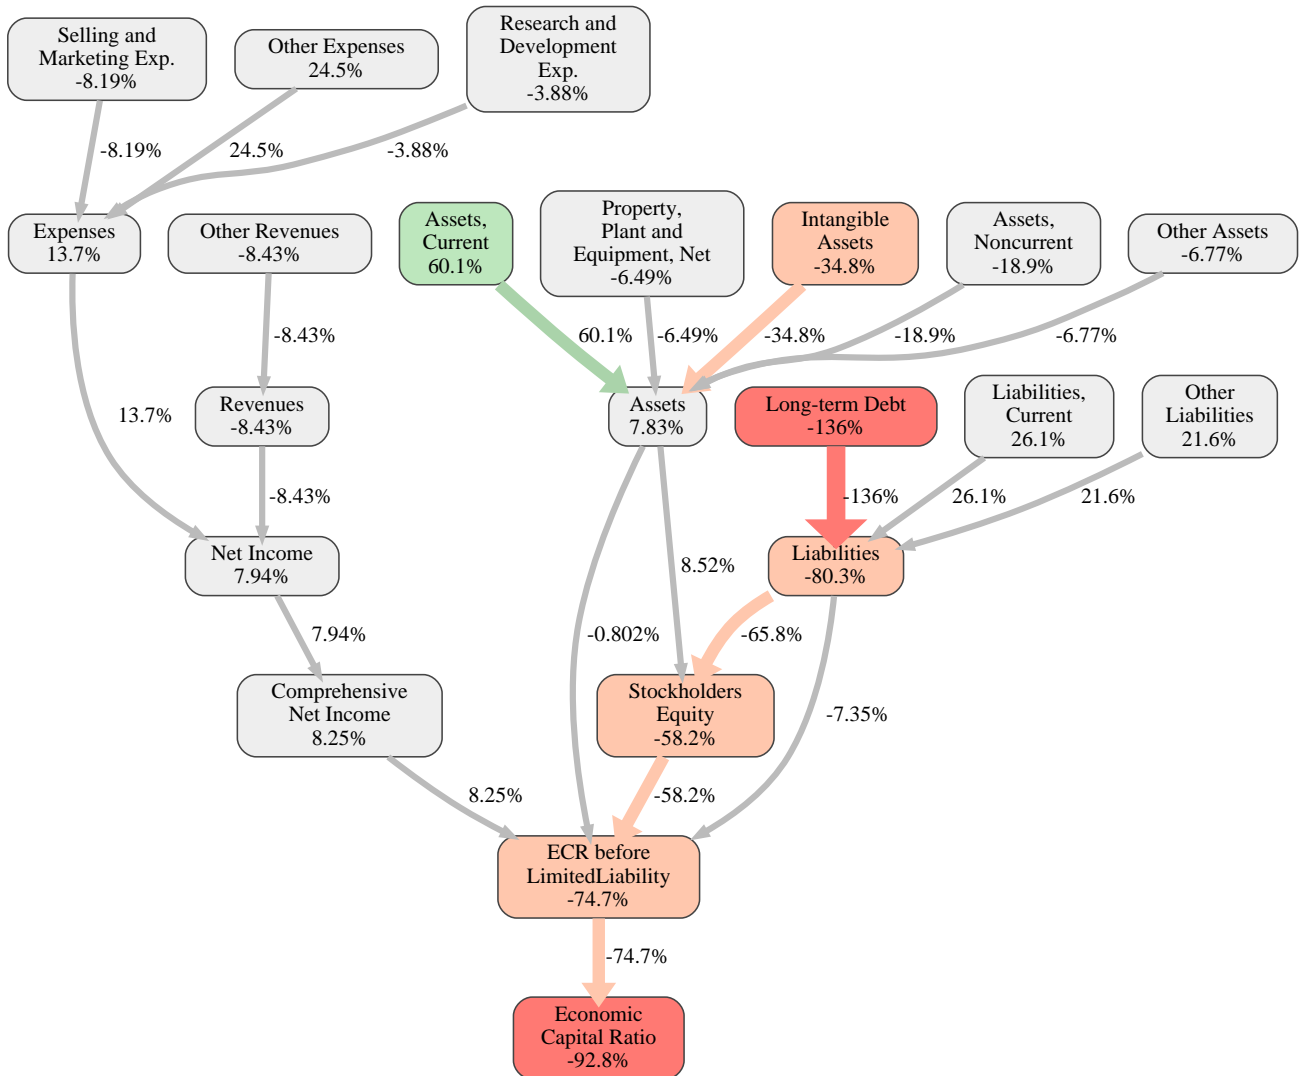 Selling and
Marketing Exp.
-8.19%
Other Expenses
24.5%
Research and
Development
Exp.
-3.88%
-8.19%
24.5%
-3.88%
Expenses
13.7%
Other Revenues
-8.43%
Assets,
Current
60.1%
Property,
Plant and
Equipment, Net
-6.49%
Intangible
Assets
-34.8%
Assets,
Noncurrent
-18.9%
Other Assets
-6.77%
-8.43%
60.1%
-6.49%
-34.8%
-18.9%
-6.77%
13.7%
Revenues
-8.43%
Assets
7.83%
Long-term Debt
-136%
Liabilities,
Current
26.1%
Other
Liabilities
21.6%
-8.43%
-136%
26.1%
21.6%
Net Income
7.94%
8.52%
Liabilities
-80.3%
7.94%
-0.802%
-65.8%
Comprehensive
Net Income
8.25%
Stockholders
Equity
-58.2%
-7.35%
8.25%
-58.2%
ECR before
LimitedLiability
-74.7%
-74.7%
Economic
Capital Ratio
-92.8%